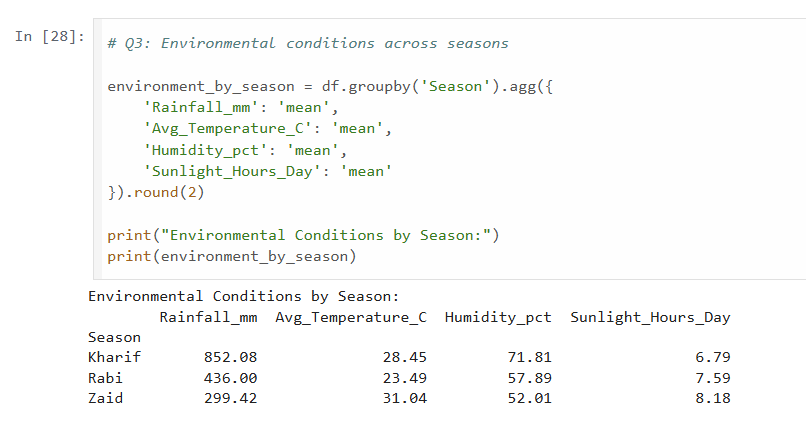 In [28]:
# Q3: Environmental conditions across seasons
environment_by_season = df.groupby('Season').agg({
    'Rainfall_mm': 'mean',
    'Avg_Temperature_C': 'mean',
    'Humidity_pct': 'mean',
    'Sunlight_Hours_Day': 'mean'
}).round(2)
print("Environmental Conditions by Season:")
print(environment_by_season)
Environmental Conditions by Season:
        Rainfall_mm  Avg_Temperature_C  Humidity_pct  Sunlight_Hours_Day
Season
Kharif       852.08              28.45         71.81                6.79
Rabi         436.00              23.49         57.89                7.59
Zaid         299.42              31.04         52.01                8.18